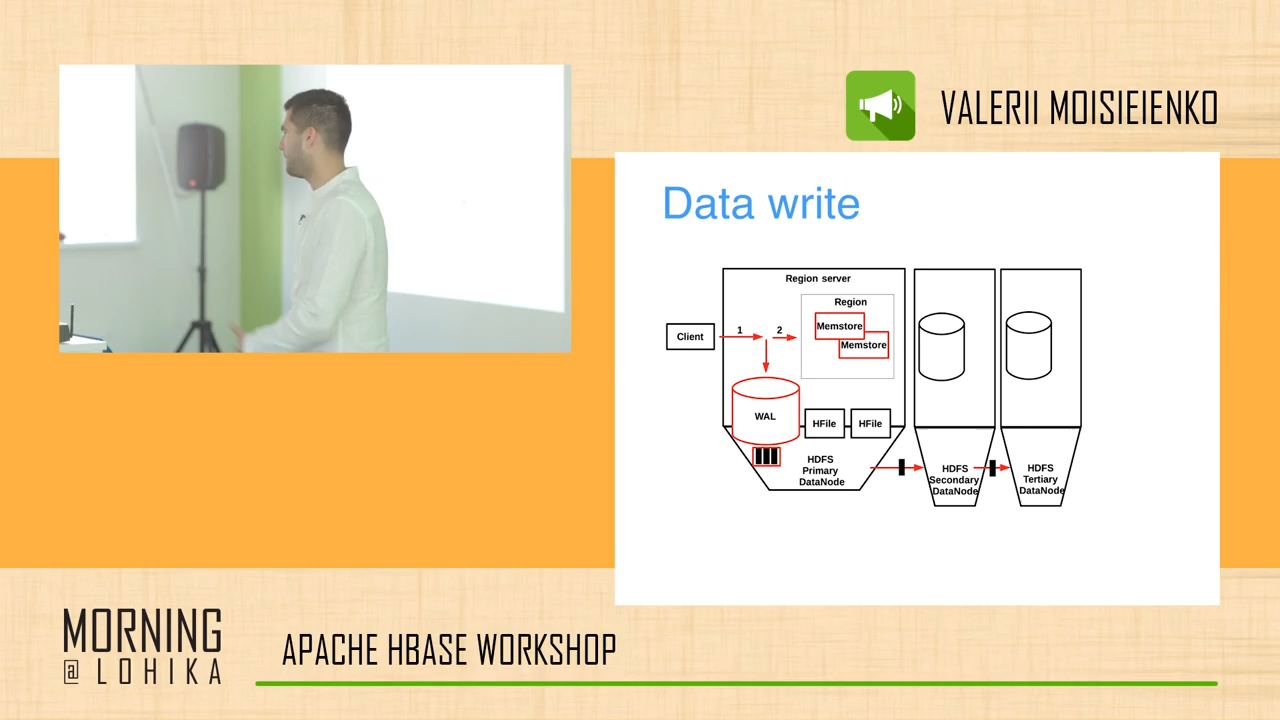 VALERII MOISIEIENKO
Data write
Region server
Region
Memstore
Memstore
Client
1
2
WAL
HFile
HFile
HDFS
Primary
DataNode
HDFS
Secondary
DataNode
HDFS
Tertiary
DataNode
MORNING
@ LOHIKA
APACHE HBASE WORKSHOP